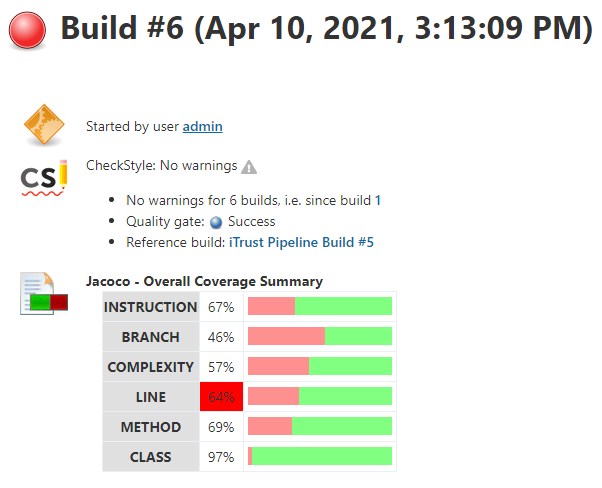 Build #6 (Apr 10, 2021, 3:13:09 PM)
Started by user admin
CS
CheckStyle: No warnings
No warnings for 6 builds, i.e. since build 1
Quality gate: Success
Reference build: iTrust Pipeline Build #5
Jacoco - Overall Coverage Summary
INSTRUCTION 67%
BRANCH 46%
COMPLEXITY 57%
LINE 64%
METHOD 69%
CLASS 97%